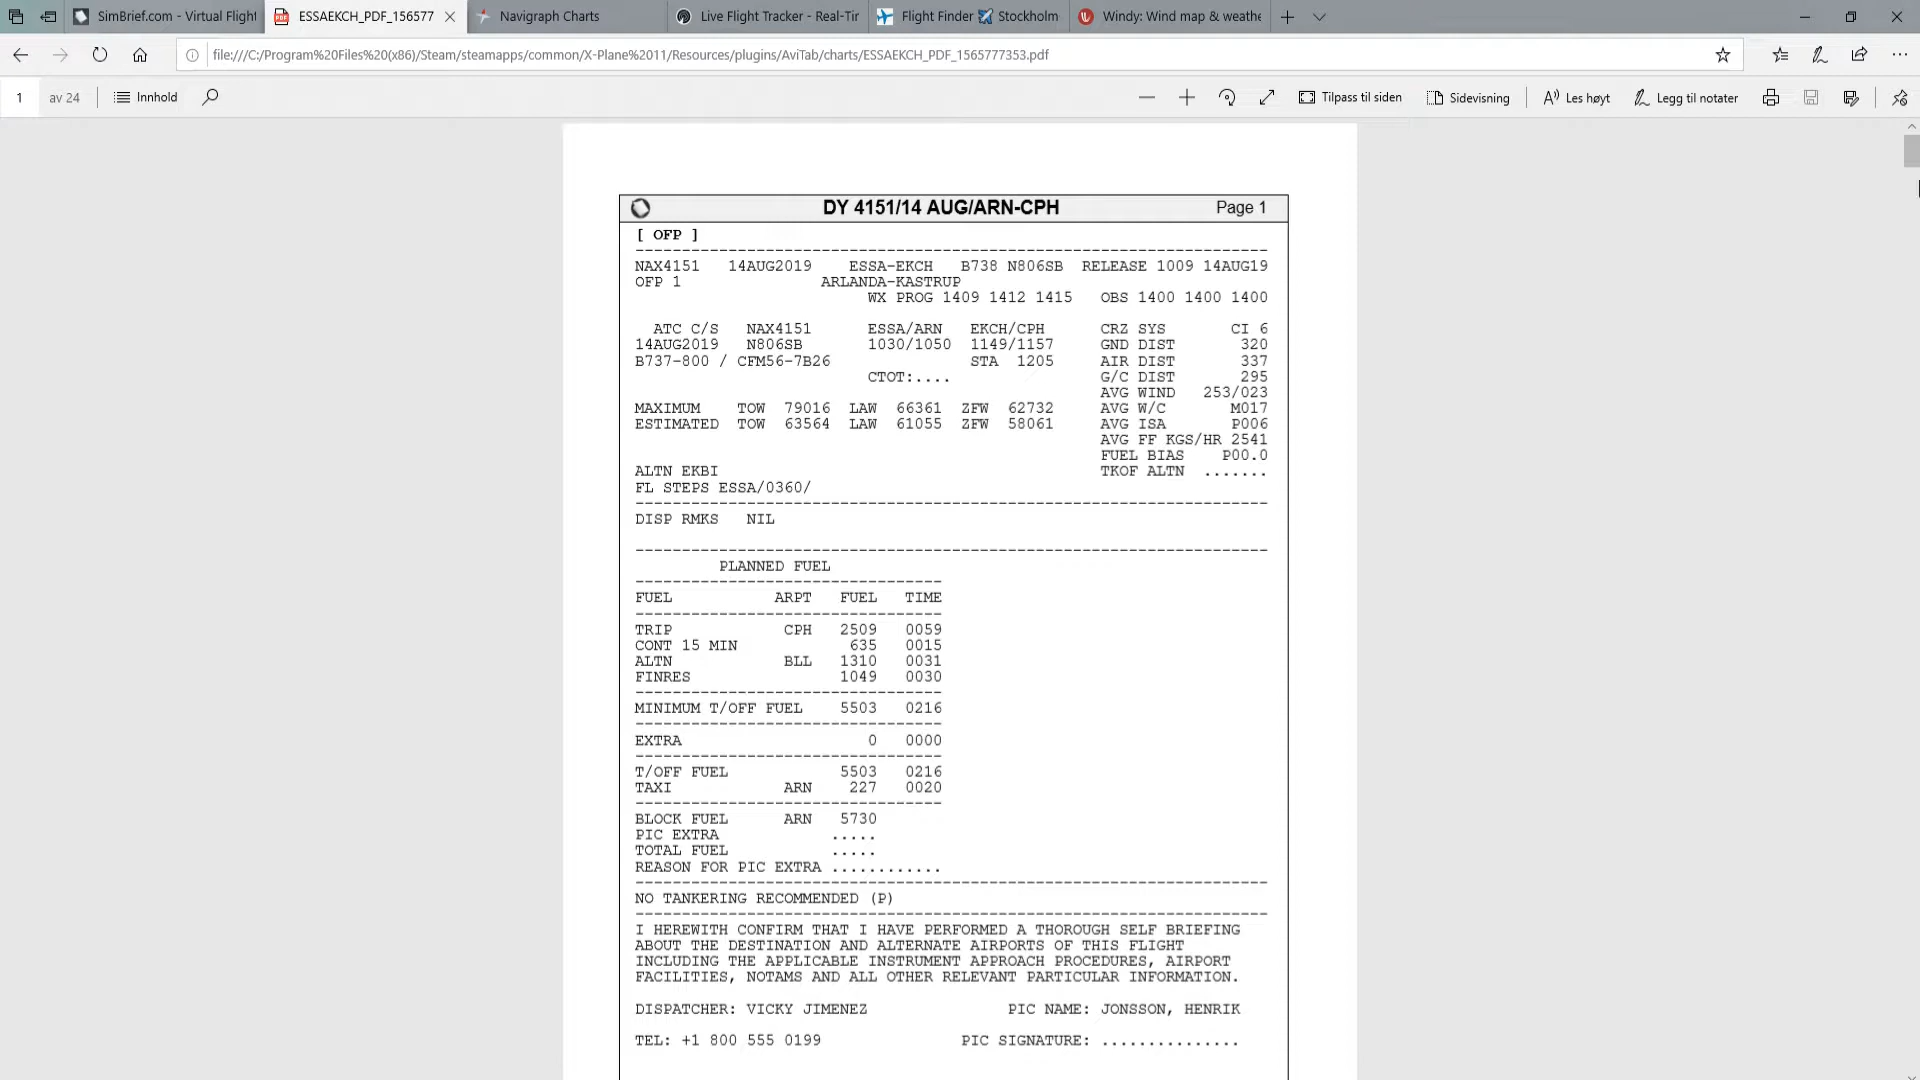 SimBrief.com - Virtual Flight
ESSAEKCH_PDF_156577
Navigraph Charts
Live Flight Tracker - Real-Tir
Flight Finder
Stockholm
Windy: Wind map & weathe
file:///C:/Program%20Files%20(x86)/Steam/steamapps/common/X-Plane%2011/Resources/plugins/AviTab/charts/ESSAEKCH_PDF_1565777353.pdf
1 av 24 Innhold Tilpass til siden Sidevisning Les høyt Legg til notater
DY 4151/14 AUG/ARN-CPH Page 1
[ OFP ]
--------------------------------------------------------------------
NAX4151 14AUG2019 ESSA-EKCH B738 N806SB RELEASE 1009 14AUG19
OFP 1 ARLANDA-KASTRUP
WX PROG 1409 1412 1415 OBS 1400 1400 1400
ATC C/S NAX4151 ESSA/ARN EKCH/CPH CRZ SYS CI 6
14AUG2019 N806SB 1030/1050 1149/1157 GND DIST 320
B737-800 / CFM56-7B26 STA 1205 AIR DIST 337
CTOT:.... G/C DIST 295
AVG WIND 253/023
MAXIMUM TOW 79016 LAW 66361 ZFW 62732 AVG W/C M017
ESTIMATED TOW 63564 LAW 61055 ZFW 58061 AVG ISA P006
AVG FF KGS/HR 2541
FUEL BIAS P00.0
ALTN EKBI TKOF ALTN .......
FL STEPS ESSA/0360/
--------------------------------------------------------------------
DISP RMKS NIL
--------------------------------------------------------------------
PLANNED FUEL
---------------------------------
FUEL ARPT FUEL TIME
---------------------------------
TRIP CPH 2509 0059
CONT 15 MIN 635 0015
ALTN BLL 1310 0031
FINRES 1049 0030
---------------------------------
MINIMUM T/OFF FUEL 5503 0216
---------------------------------
EXTRA 0 0000
---------------------------------
T/OFF FUEL 5503 0216
TAXI ARN 227 0020
---------------------------------
BLOCK FUEL ARN 5730
PIC EXTRA .....
TOTAL FUEL .....
REASON FOR PIC EXTRA ............
--------------------------------------------------------------------
NO TANKERING RECOMMENDED (P)
--------------------------------------------------------------------
I HEREWITH CONFIRM THAT I HAVE PERFORMED A THOROUGH SELF BRIEFING
ABOUT THE DESTINATION AND ALTERNATE AIRPORTS OF THIS FLIGHT
INCLUDING THE APPLICABLE INSTRUMENT APPROACH PROCEDURES, AIRPORT
FACILITIES, NOTAMS AND ALL OTHER RELEVANT PARTICULAR INFORMATION.
DISPATCHER: VICKY JIMENEZ PIC NAME: JONSSON, HENRIK
TEL: +1 800 555 0199 PIC SIGNATURE: ...............